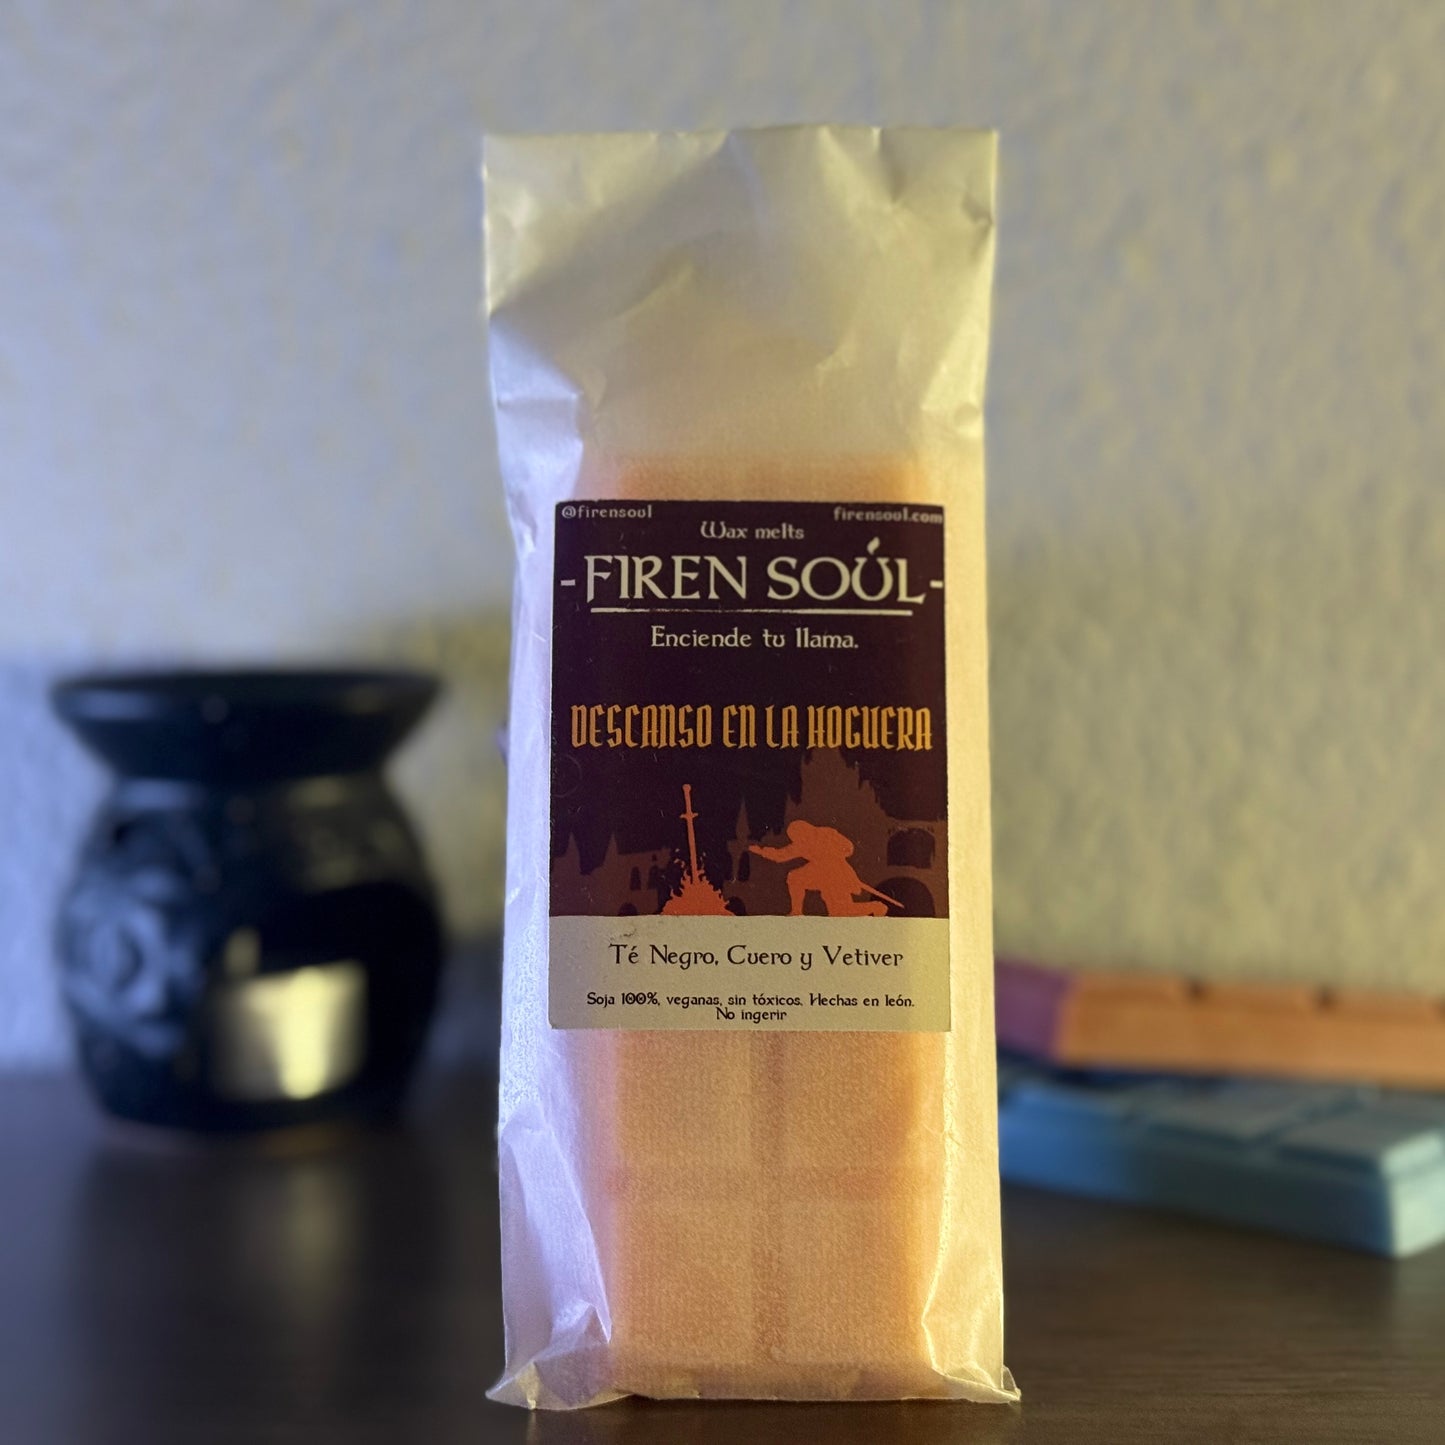 @firensoul firensoul.com
Wax melts
-FIREN SOUL-
Enciende tu llama.
DESCANSO EN LA HOGUERA
Té Negro, Cuero y Vetiver
Soja 100%, veganas, sin tóxicos. Hechas en león.
No ingerir